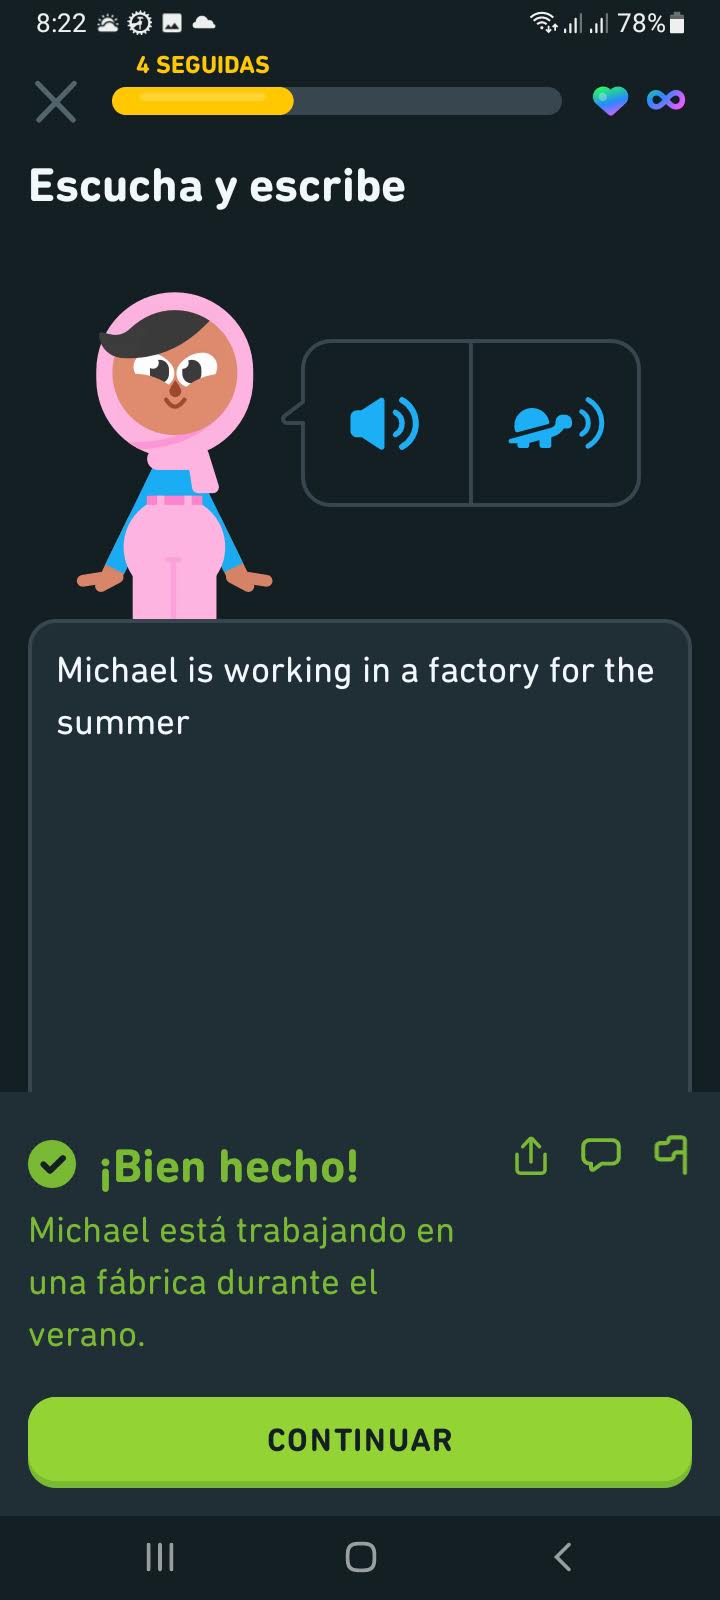 8:22
78%
4 SEGUIDAS
Escucha y escribe
Michael is working in a factory for the
summer
¡Bien hecho!
Michael está trabajando en
una fábrica durante el
verano.
CONTINUAR